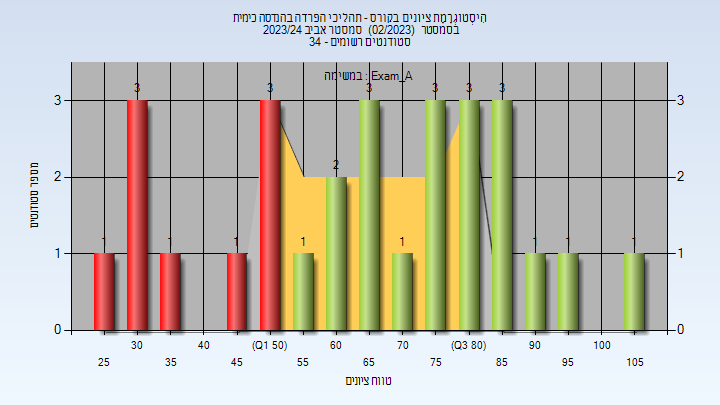 הִיסְטוֹגְרָמַת ציונים בקורס - תהליכי הפרדה בהנדסה כימית
בסמסטר (02/2023) סמסטר אביב 2023/24
סטודנטים רשומים - 34
במשימה : Exam_A
מספר סטודנטים
3 3 3 3 3 3 3 3
2 2 2
1 1 1 1 1 1 1 1 1 1
0 0
30 40 (Q1 50) 60 70 (Q3 80) 90 100
25 35 45 55 65 75 85 95 105
טווח ציונים